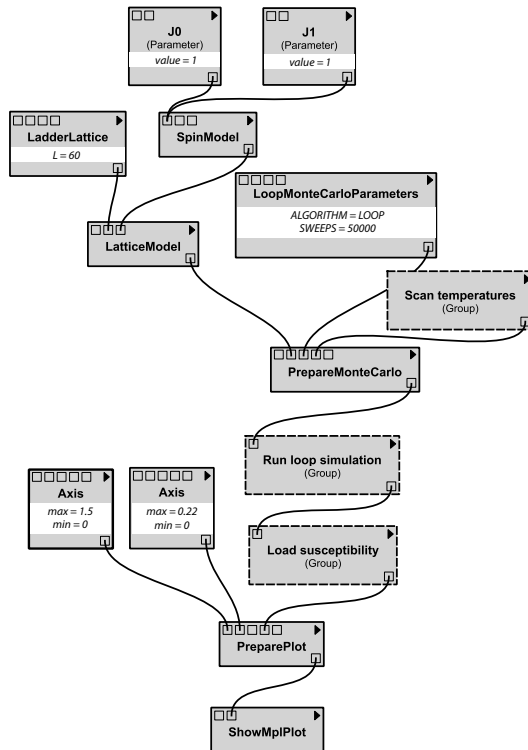 J0
(Parameter)
value = 1
J1
(Parameter)
value = 1
LadderLattice
L = 60
SpinModel
LoopMonteCarloParameters
ALGORITHM = LOOP
SWEEPS = 50000
LatticeModel
Scan temperatures
(Group)
PrepareMonteCarlo
Run loop simulation
(Group)
Axis
max = 1.5
min = 0
Axis
max = 0.22
min = 0
Load susceptibility
(Group)
PreparePlot
ShowMplPlot